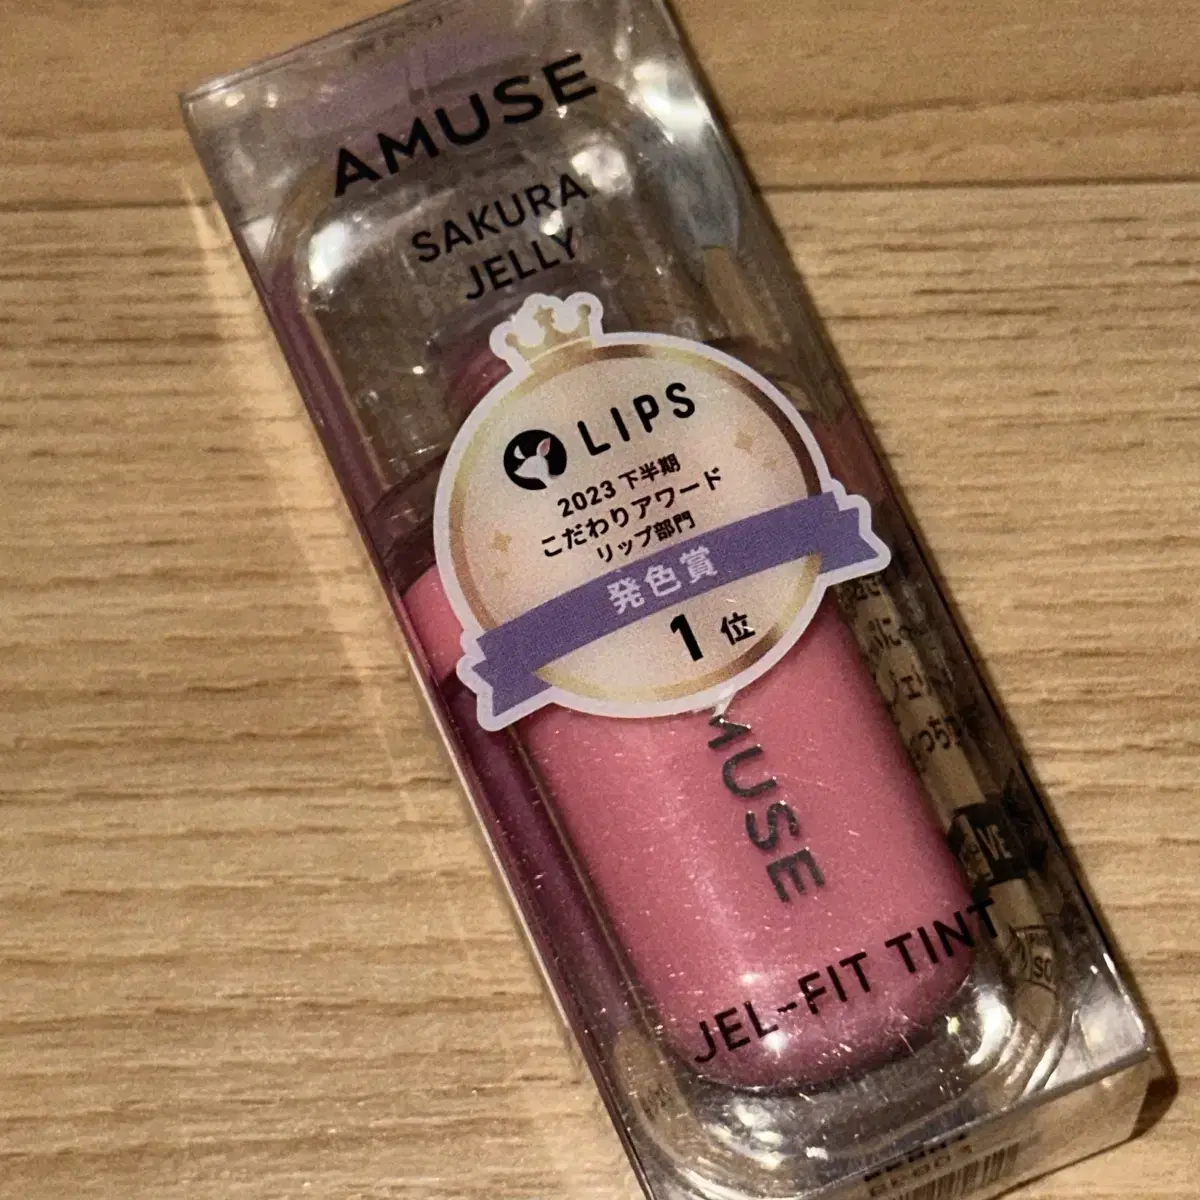 AMUSE
SAKURA
JELLY
LIPS
2023 下半期
こだわりアワード
リップ部門
発色賞
1位
MUSE
JEL-FIT TINT